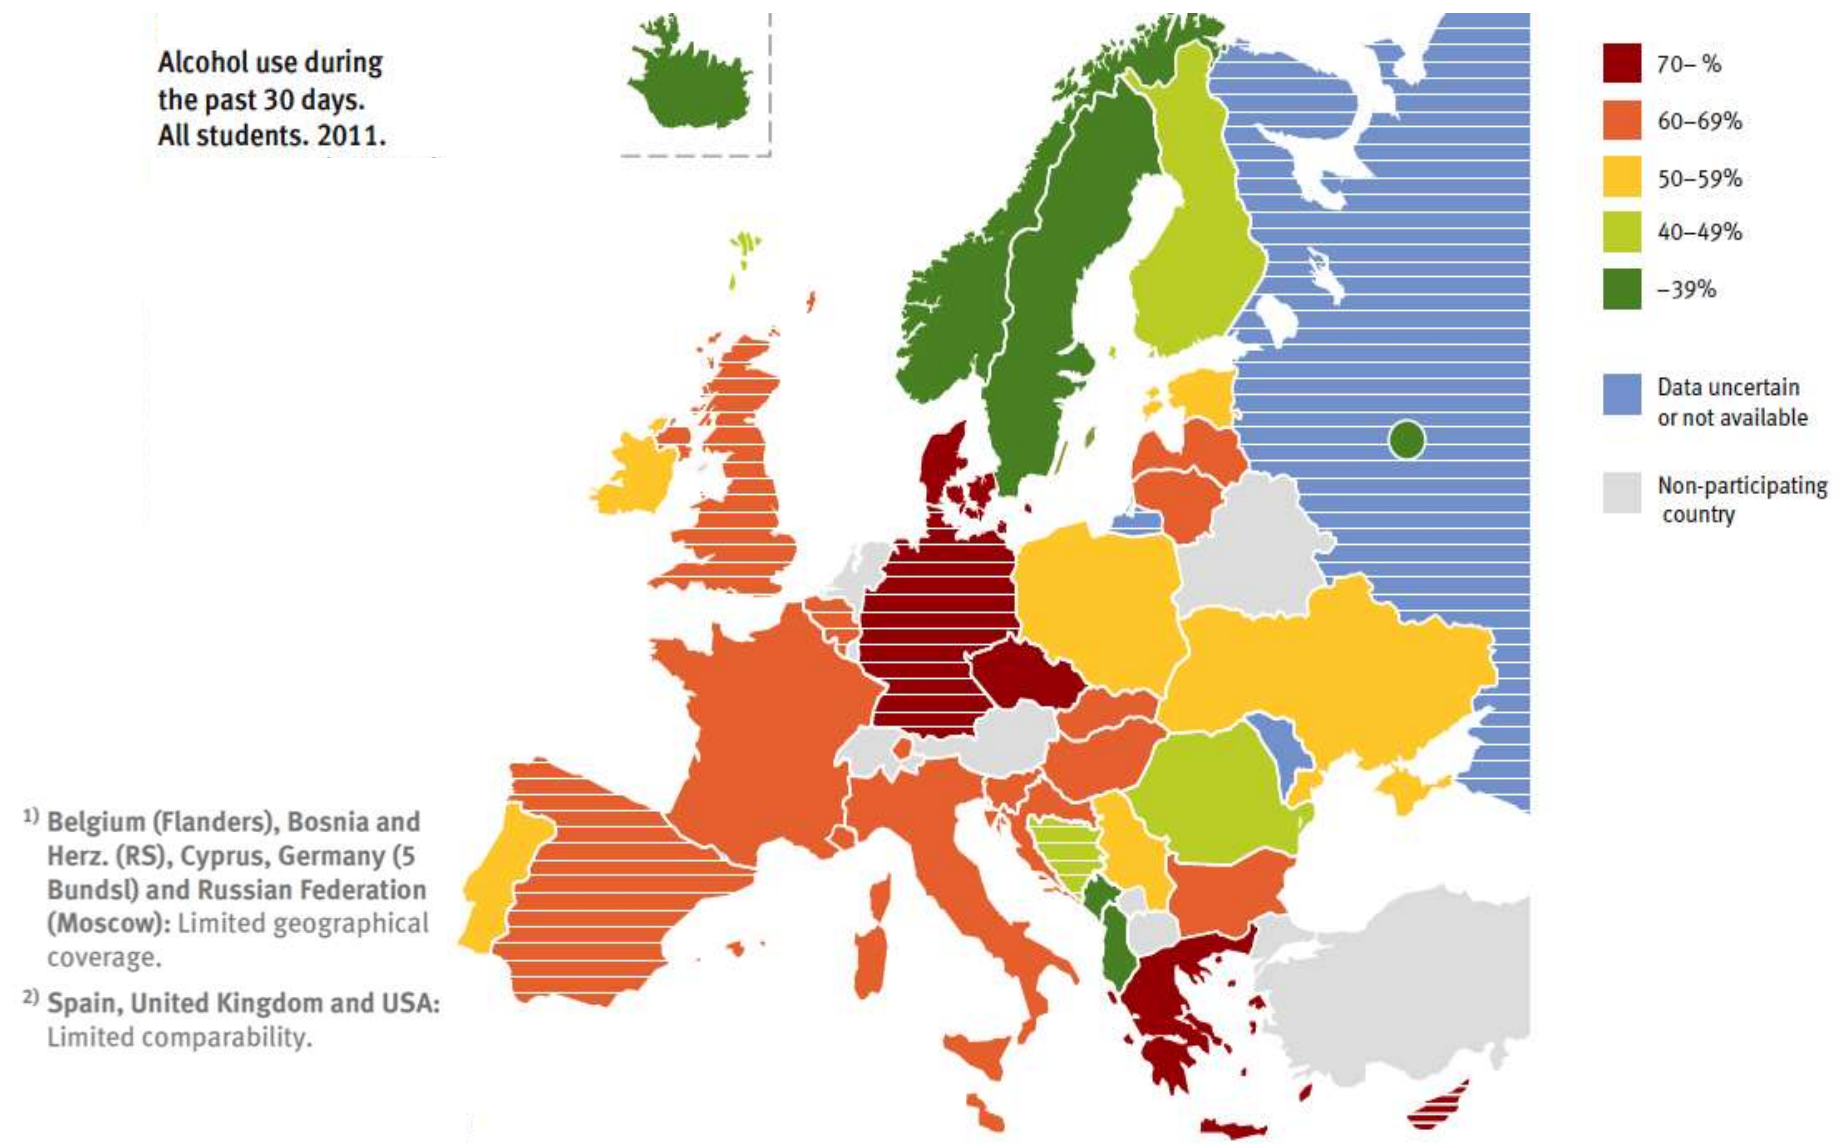 Alcohol use during
the past 30 days.
All students. 2011.
70– %
60–69%
50–59%
40–49%
–39%
Data uncertain
or not available
Non-participating
country
1) Belgium (Flanders), Bosnia and
Herz. (RS), Cyprus, Germany (5
Bundsl) and Russian Federation
(Moscow): Limited geographical
coverage.
2) Spain, United Kingdom and USA:
Limited comparability.